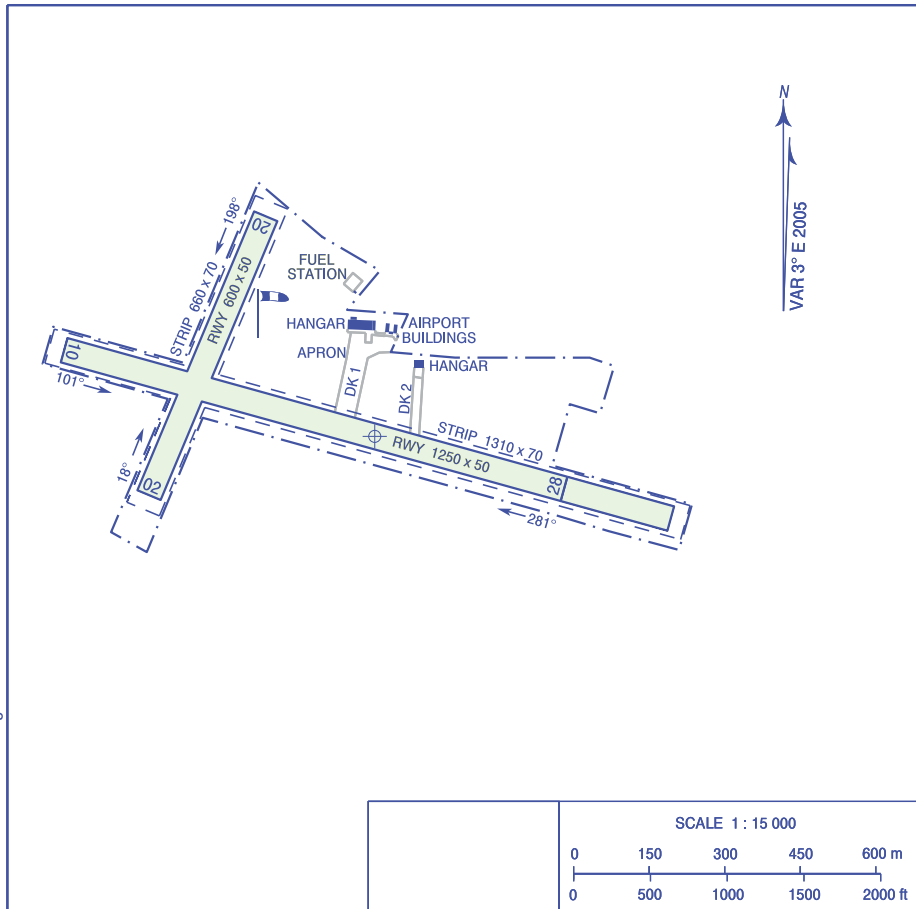 N
VAR 3° E 2005
198°
20
STRIP 660 x 70
RWY 600 x 50
FUEL
STATION
HANGAR
AIRPORT
BUILDINGS
APRON
HANGAR
10
101°
DK 1
DK 2
STRIP 1310 x 70
RWY 1250 x 50
18°
02
28
281°
SCALE 1 : 15 000
0 150 300 450 600 m
0 500 1000 1500 2000 ft